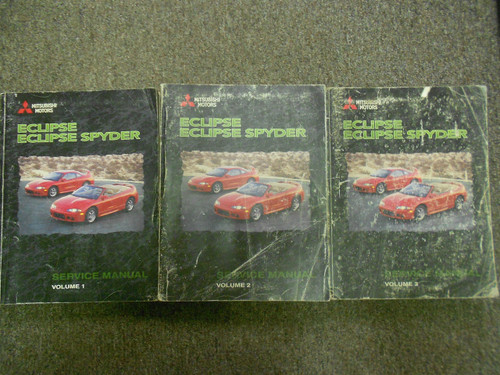 MITSUBISHI
MOTORS
ECLIPSE
ECLIPSE SPYDER
SERVICE MANUAL
VOLUME 1
MITSUBISHI
MOTORS
ECLIPSE
ECLIPSE SPYDER
SERVICE MANUAL
VOLUME 2
MITSUBISHI
MOTORS
ECLIPSE
ECLIPSE SPYDER
SERVICE MANUAL
VOLUME 3